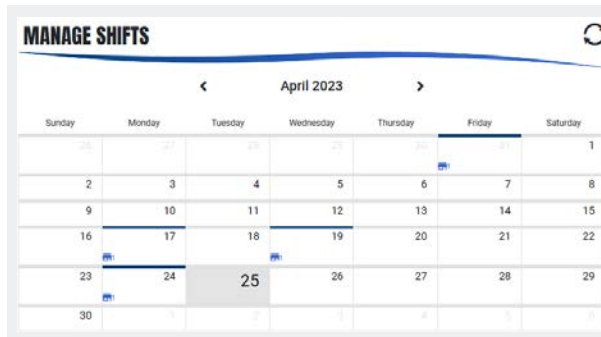 MANAGE SHIFTS
April 2023
Sunday Monday Tuesday Wednesday Thursday Friday Saturday
26 27 28 29 30 31 1
2 3 4 5 6 7 8
9 10 11 12 13 14 15
16 17 18 19 20 21 22
23 24 25 26 27 28 29
30 1 2 3 4 5 6